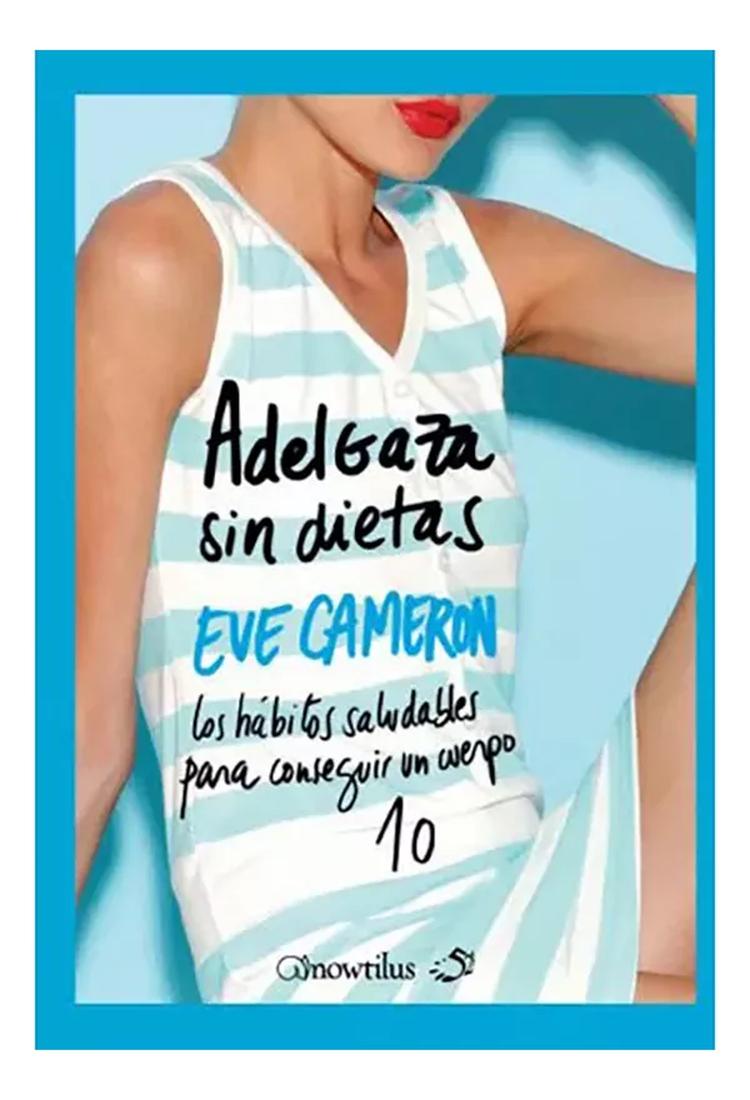 Adelgaza
sin dietas
EVE CAMERON
los hábitos saludables
para conseguir un cuerpo
10
nowtilus